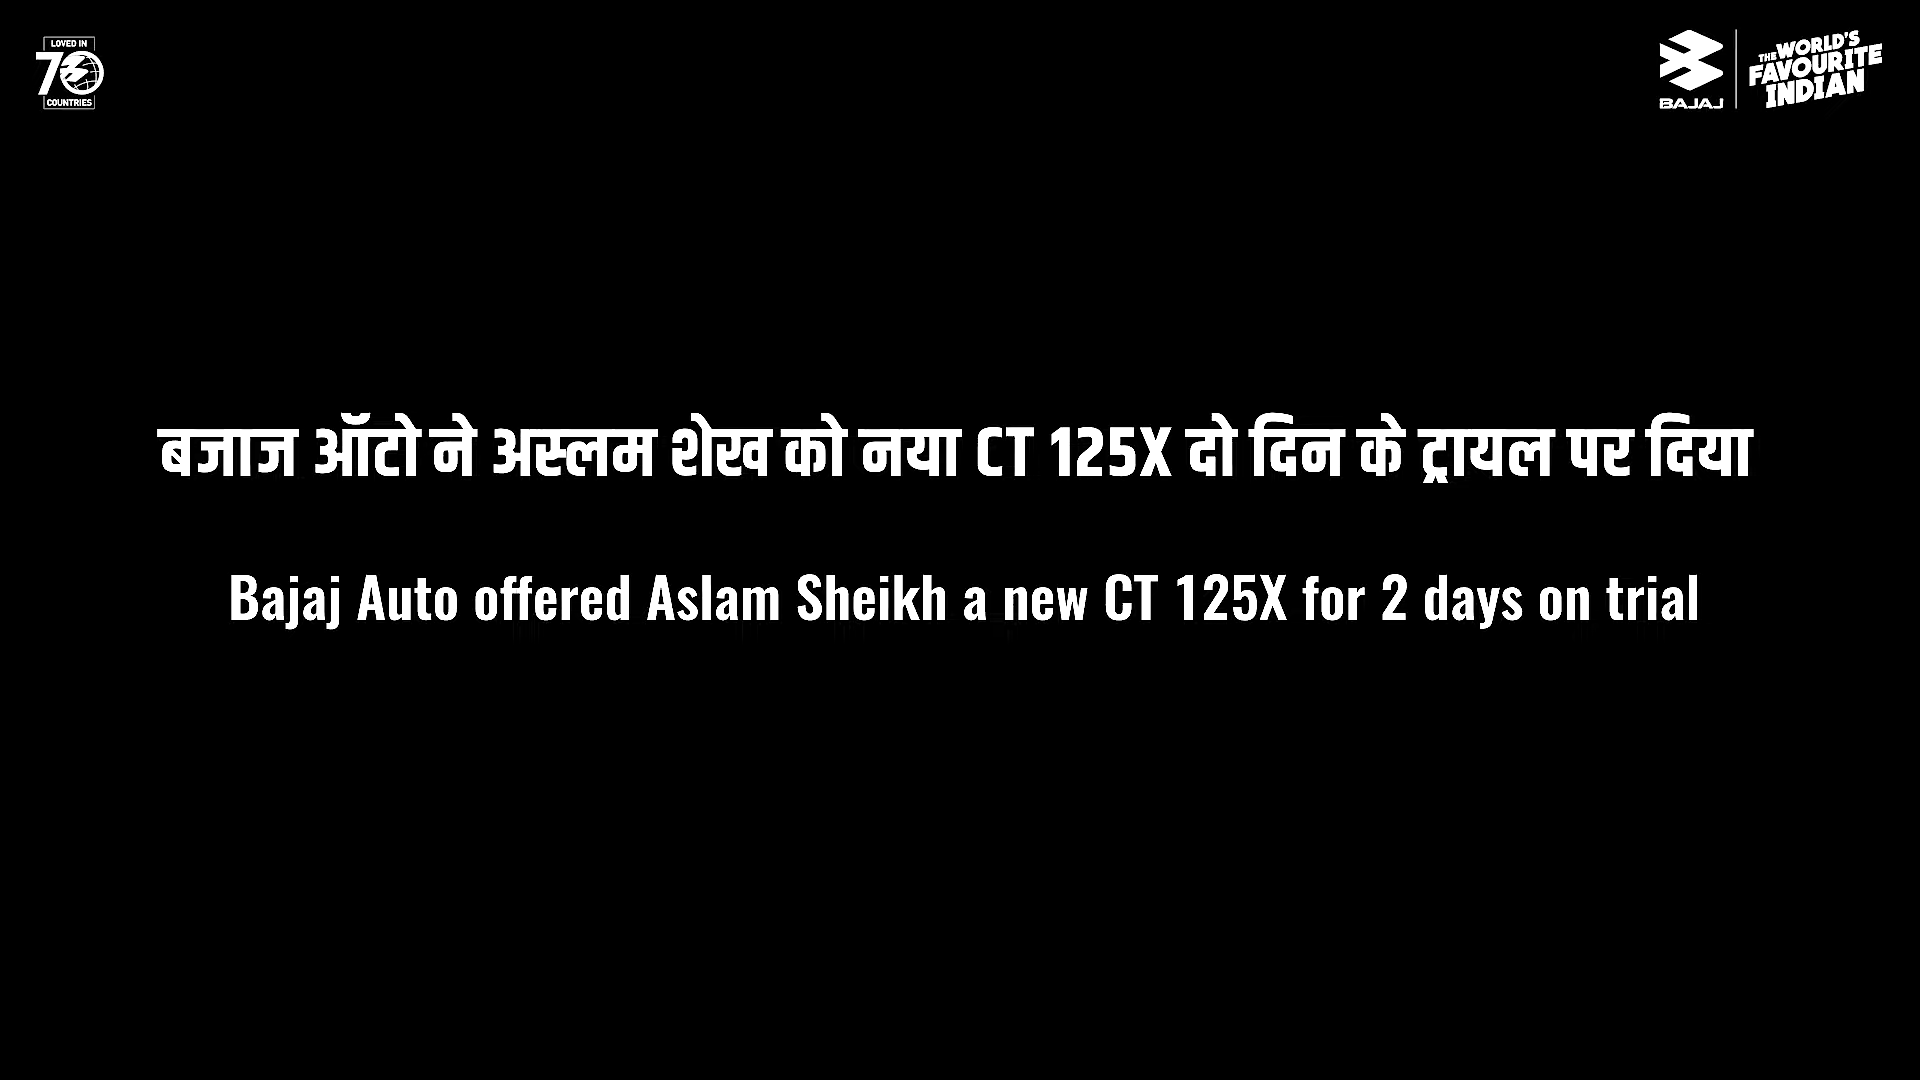 LOVED IN
70
COUNTRIES
BAJAJ
THE WORLD'S
FAVOURITE
INDIAN
बजाज ऑटो ने अस्लम शेख को नया CT 125X दो दिन के ट्रायल पर दिया
Bajaj Auto offered Aslam Sheikh a new CT 125X for 2 days on trial